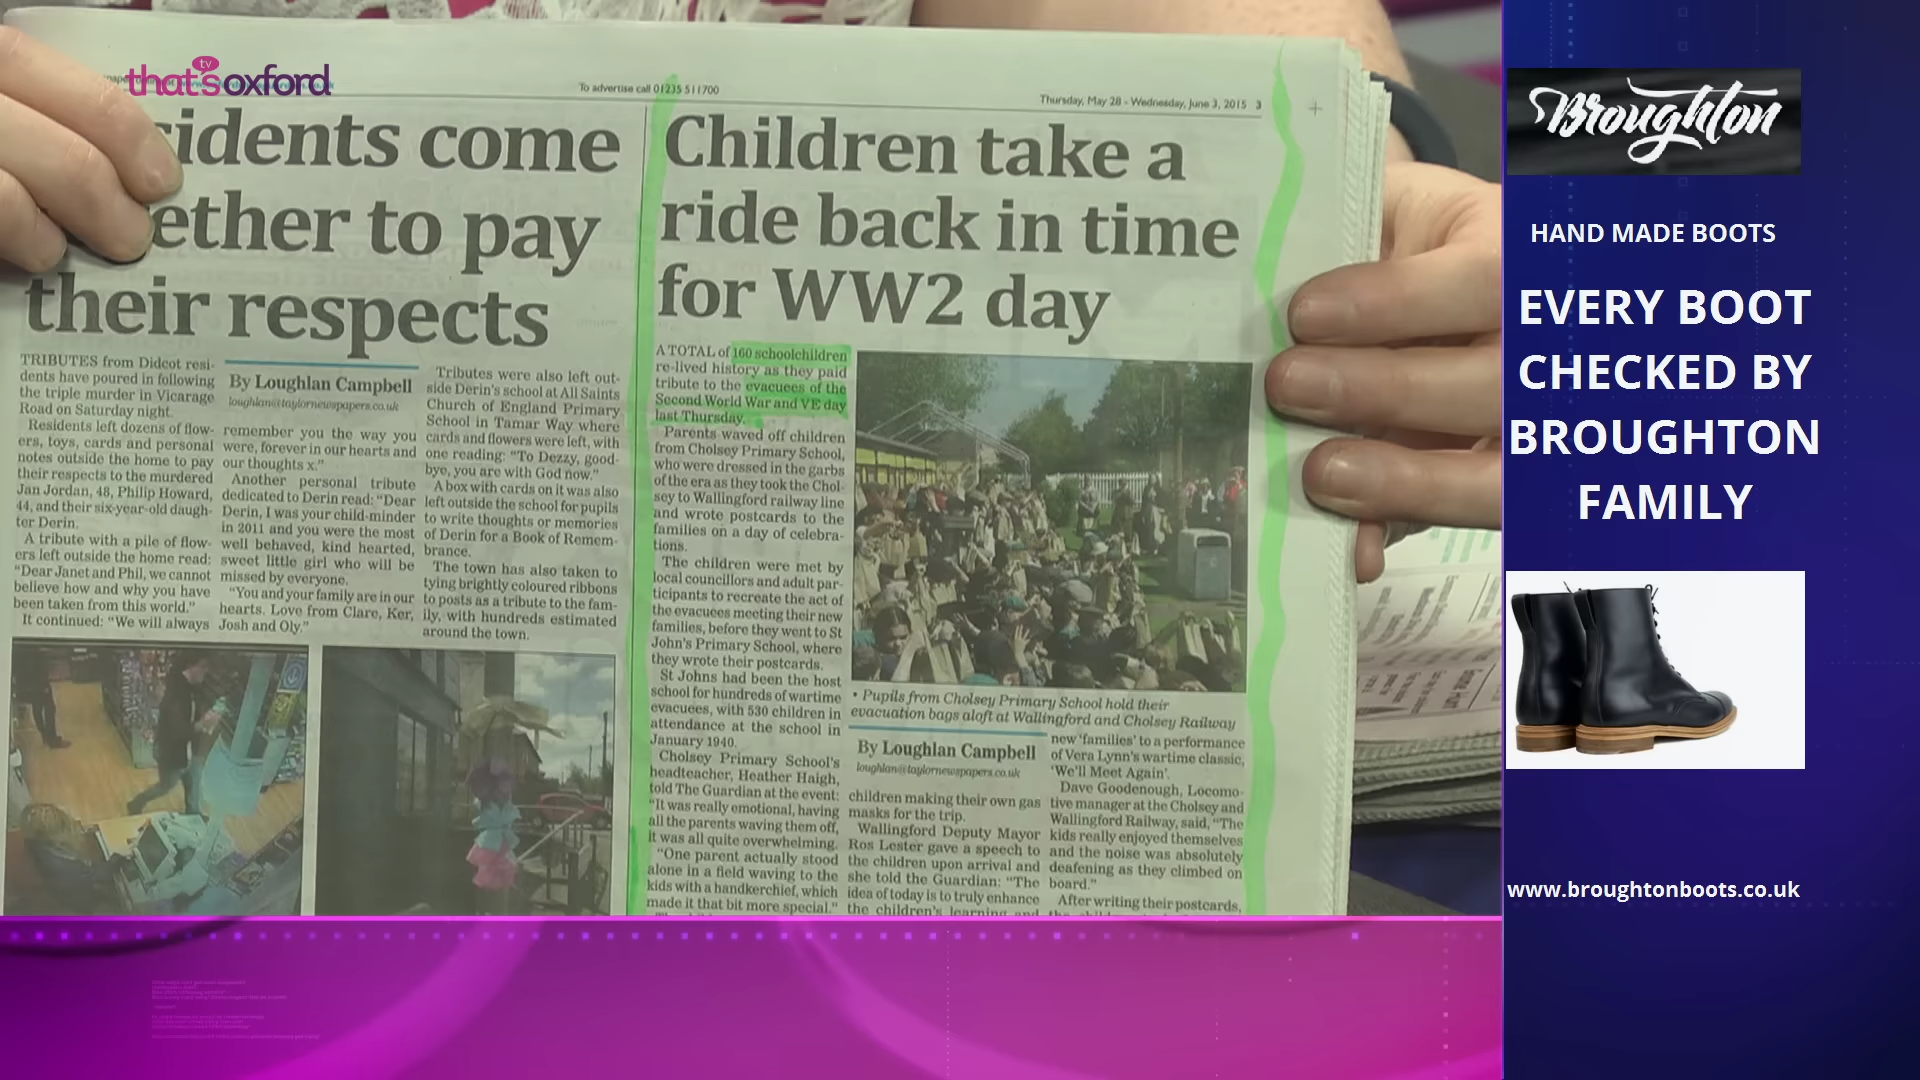 that's tv oxford
To advertise call 01235 511700
Thursday, May 28 - Wednesday, June 3, 2015 3
sidents come
ether to pay
their respects
TRIBUTES from Didcot resi-
dents have poured in following
the triple murder in Vicarage
Road on Saturday night.
Residents left dozens of flow-
ers, toys, cards and personal
notes outside the home to pay
their respects to the murdered
Jan Jordan, 48, Philip Howard,
44, and their six-year-old daugh-
ter Derin.
A tribute with a pile of flow-
ers left outside the home read:
"Dear Janet and Phil, we cannot
believe how and why you have
been taken from this world."
It continued: "We will always
By Loughlan Campbell
loughlan@taylornewspapers.co.uk
remember you the way you
were, forever in our hearts and
our thoughts x."
Another personal tribute
dedicated to Derin read: "Dear
Derin, I was your child-minder
in 2011 and you were the most
well behaved, kind hearted,
sweet little girl who will be
missed by everyone.
"You and your family are in our
hearts. Love from Clare, Ker,
Josh and Oly."
Tributes were also left out-
side Derin's school at All Saints
Church of England Primary
School in Tamar Way where
cards and flowers were left, with
one reading: "To Dezzy, good-
bye, you are with God now."
A box with cards on it was also
left outside the school for pupils
to write thoughts or memories
of Derin for a Book of Remem-
brance.
The town has also taken to
tying brightly coloured ribbons
to posts as a tribute to the fam-
ily, with hundreds estimated
around the town.
Children take a
ride back in time
for WW2 day
A TOTAL of 160 schoolchildren
re-lived history as they paid
tribute to the evacuees of the
Second World War and VE day
last Thursday.
Parents waved off children
from Cholsey Primary School,
who were dressed in the garbs
of the era as they took the Chol-
sey to Wallingford railway line
and wrote postcards to the
families on a day of celebra-
tions.
The children were met by
local councillors and adult par-
ticipants to recreate the act of
the evacuees meeting their new
families, before they went to St
John's Primary School, where
they wrote their postcards.
St Johns had been the host
school for hundreds of wartime
evacuees, with 530 children in
attendance at the school in
January 1940.
Cholsey Primary School's
headteacher, Heather Haigh,
told The Guardian at the event:
"It was really emotional, having
all the parents waving them off,
it was all quite overwhelming.
"One parent actually stood
alone in a field waving to the
kids with a handkerchief, which
made it that bit more special."
• Pupils from Cholsey Primary School hold their
evacuation bags aloft at Wallingford and Cholsey Railway
By Loughlan Campbell
loughlan@taylornewspapers.co.uk
children making their own gas
masks for the trip.
Wallingford Deputy Mayor
Ros Lester gave a speech to
the children upon arrival and
she told the Guardian: "The
idea of today is to truly enhance
the children's learning and
new 'families' to a performance
of Vera Lynn's wartime classic,
'We'll Meet Again'.
Dave Goodenough, Locomo-
tive manager at the Cholsey and
Wallingford Railway, said, "The
kids really enjoyed themselves
and the noise was absolutely
deafening as they climbed on
board."
After writing their postcards,
Broughton
HAND MADE BOOTS
EVERY BOOT
CHECKED BY
BROUGHTON
FAMILY
www.broughtonboots.co.uk